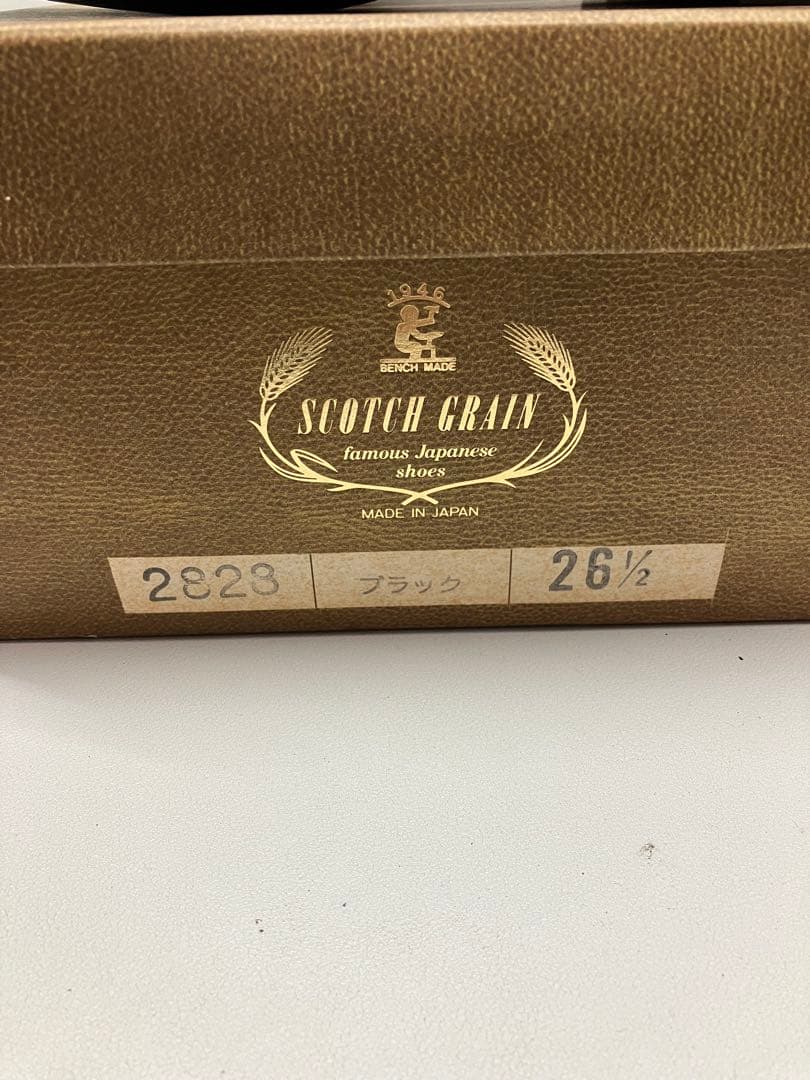 1946
BENCH MADE
SCOTCH GRAIN
famous Japanese
shoes
MADE IN JAPAN
2828 ブラック 26½